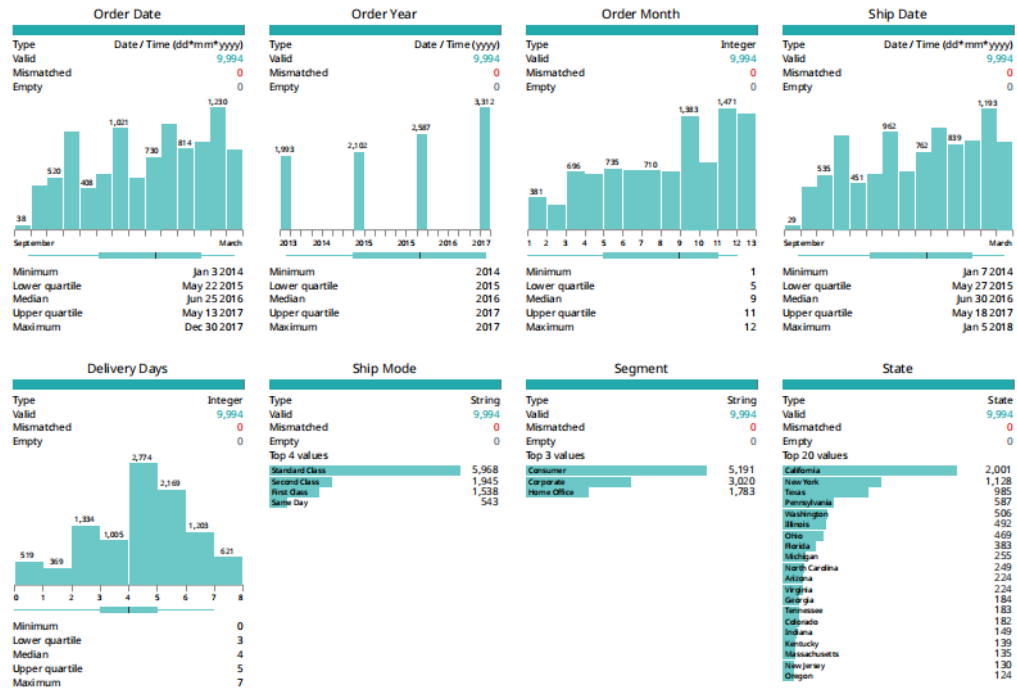 Order Date
Type Date / Time (dd*mm*yyyy)
Valid 9,994
Mismatched 0
Empty 0
38 520 408 1,021 730 814 1,230
September March
Minimum Jan 3 2014
Lower quartile May 22 2015
Median Jun 25 2016
Upper quartile May 13 2017
Maximum Dec 30 2017
Order Year
Type Date / Time (yyyy)
Valid 9,994
Mismatched 0
Empty 0
1,993 2,102 2,587 3,312
2013 2014 2015 2015 2016 2017
Minimum 2014
Lower quartile 2015
Median 2016
Upper quartile 2017
Maximum 2017
Order Month
Type Integer
Valid 9,994
Mismatched 0
Empty 0
381 696 735 710 1,383 1,471
1 2 3 4 5 6 7 8 9 10 11 12 13
Minimum 1
Lower quartile 5
Median 9
Upper quartile 11
Maximum 12
Ship Date
Type Date / Time (dd*mm*yyyy)
Valid 9,994
Mismatched 0
Empty 0
29 535 451 962 762 839 1,193
September March
Minimum Jan 7 2014
Lower quartile May 27 2015
Median Jun 30 2016
Upper quartile May 18 2017
Maximum Jan 5 2018
Delivery Days
Type Integer
Valid 9,994
Mismatched 0
Empty 0
519 369 1,334 1,005 2,774 2,169 1,203 621
0 1 2 3 4 5 6 7 8
Minimum 0
Lower quartile 3
Median 4
Upper quartile 5
Maximum 7
Ship Mode
Type String
Valid 9,994
Mismatched 0
Empty 0
Top 4 values
Standard Class 5,968
Second Class 1,945
First Class 1,538
Same Day 543
Segment
Type String
Valid 9,994
Mismatched 0
Empty 0
Top 3 values
Consumer 5,191
Corporate 3,020
Home Office 1,783
State
Type State
Valid 9,994
Mismatched 0
Empty 0
Top 20 values
California 2,001
New York 1,128
Texas 985
Pennsylvania 587
Washington 506
Illinois 492
Ohio 469
Florida 383
Michigan 255
North Carolina 249
Arizona 224
Virginia 224
Georgia 184
Tennessee 183
Colorado 182
Indiana 149
Kentucky 139
Massachusetts 135
New Jersey 130
Oregon 124